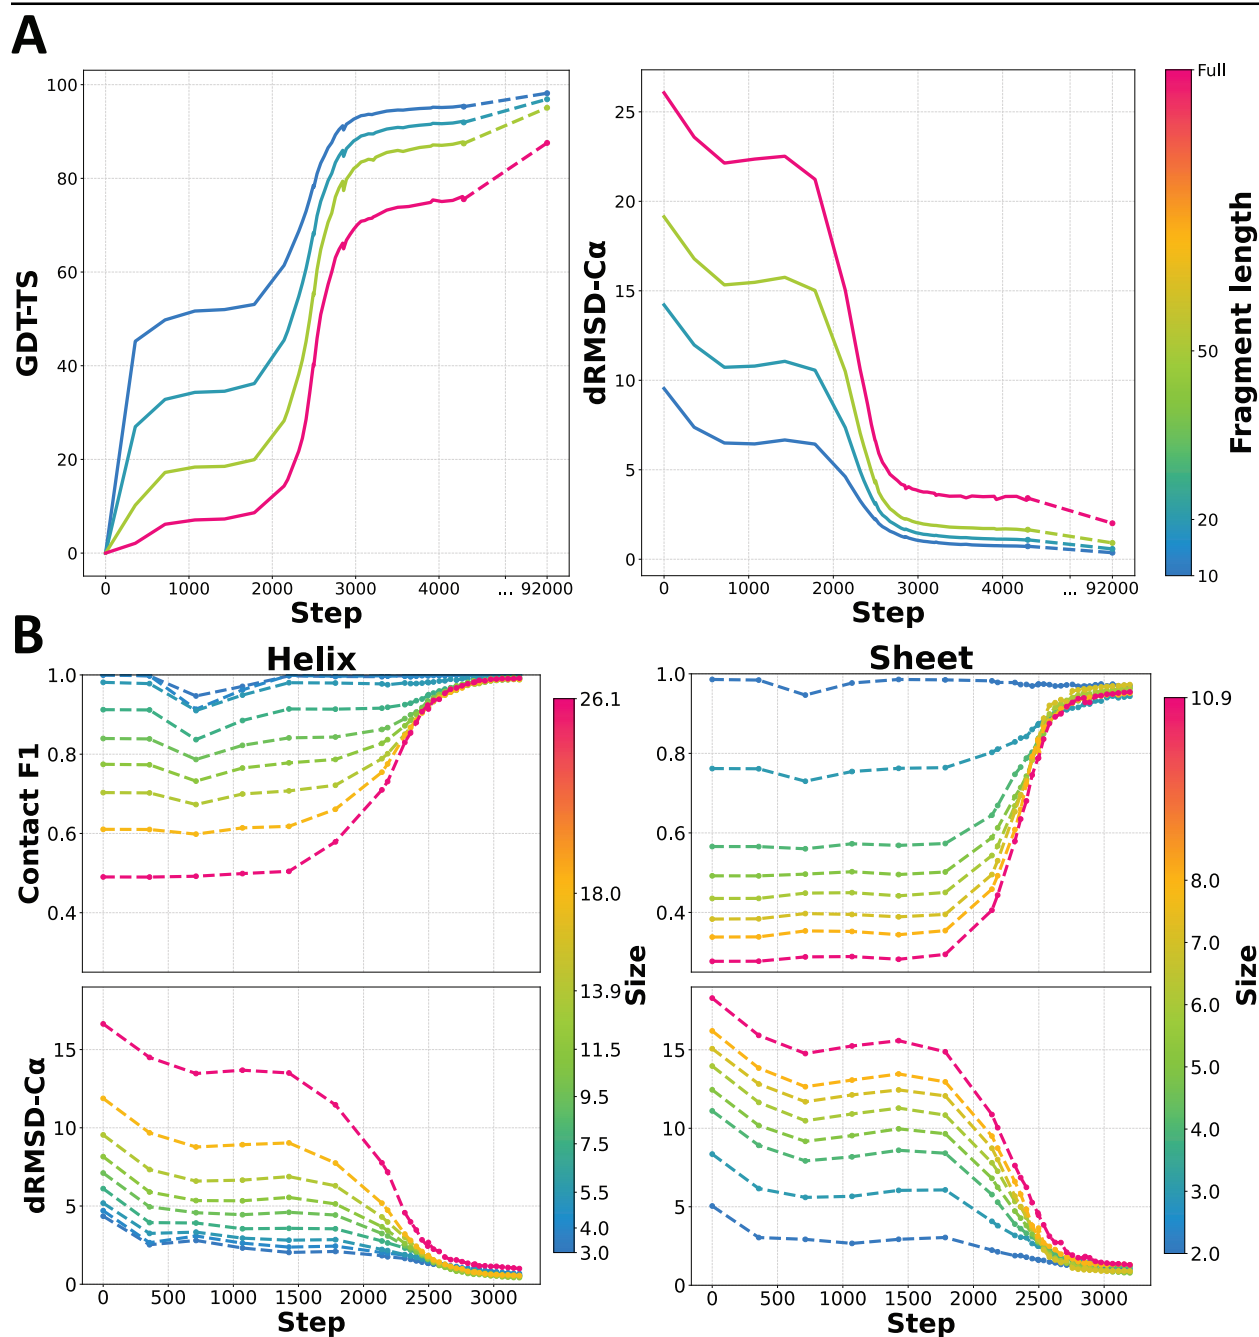 A
100
80
60
40
20
0
GDT-TS
0 1000 2000 3000 4000 ... 92000
Step
25
20
15
10
5
0
dRMSD-Cα
0 1000 2000 3000 4000 ... 92000
Step
Full
50
20
10
Fragment length
B
Helix
1.0
0.8
0.6
0.4
Contact F1
15
10
5
0
dRMSD-Cα
0 500 1000 1500 2000 2500 3000
Step
26.1
18.0
13.9
11.5
9.5
7.5
5.5
4.0
3.0
Size
Sheet
1.0
0.8
0.6
0.4
15
10
5
0
0 500 1000 1500 2000 2500 3000
Step
10.9
8.0
7.0
6.0
5.0
4.0
3.0
2.0
Size